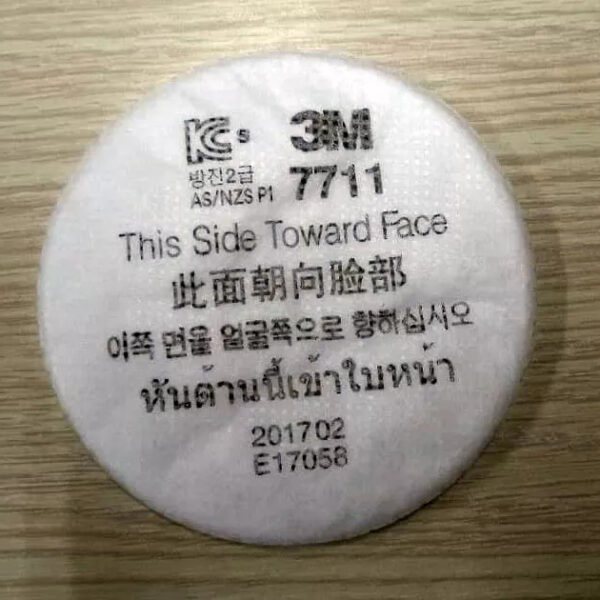 KCs 3M
방진2급 7711
AS/NZS P1
This Side Toward Face
此面朝向脸部
이쪽 면을 얼굴쪽으로 향하십시오
หันด้านนี้เข้าใบหน้า
201702
E17058